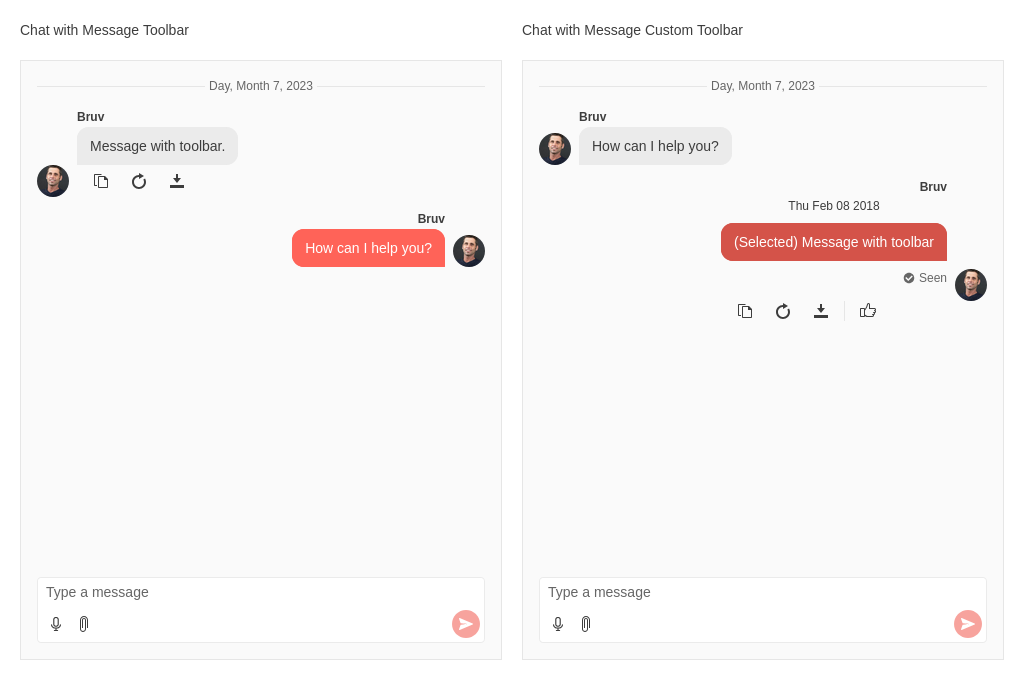 Chat with Message Toolbar
Day, Month 7, 2023
Bruv
Message with toolbar.
Bruv
How can I help you?
Type a message
Chat with Message Custom Toolbar
Day, Month 7, 2023
Bruv
How can I help you?
Bruv
Thu Feb 08 2018
(Selected) Message with toolbar
Seen
Type a message